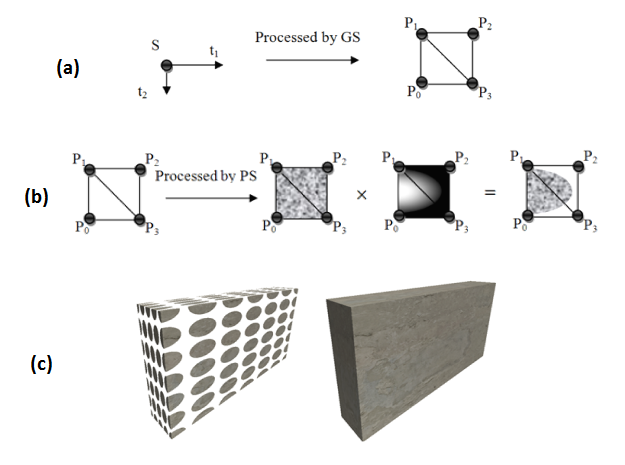 (a)
S
t1
t2
Processed by GS
P1
P2
P0
P3
(b)
P1
P2
P0
P3
Processed by PS
P1
P2
P0
P3
×
P1
P2
P0
P3
=
P1
P2
P0
P3
(c)